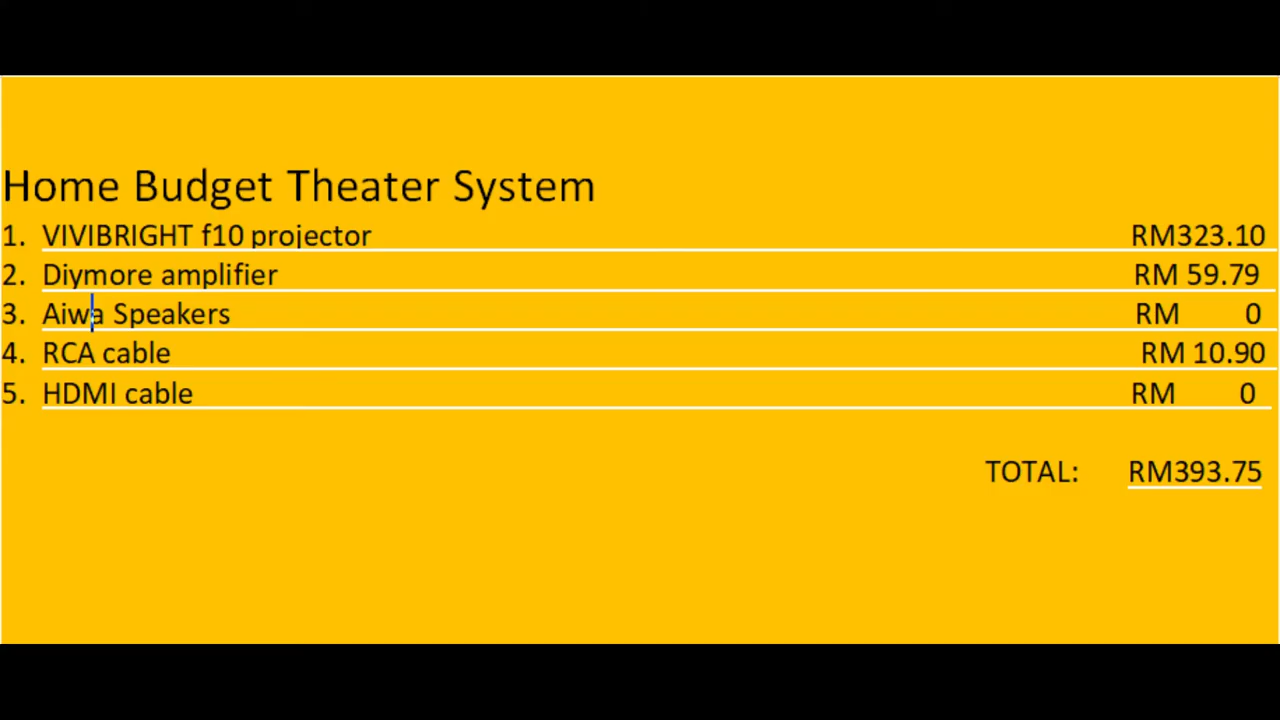 Home Budget Theater System
1. VIVIBRIGHT f10 projector RM323.10
2. Diymore amplifier RM 59.79
3. Aiwa Speakers RM 0
4. RCA cable RM 10.90
5. HDMI cable RM 0
TOTAL: RM393.75